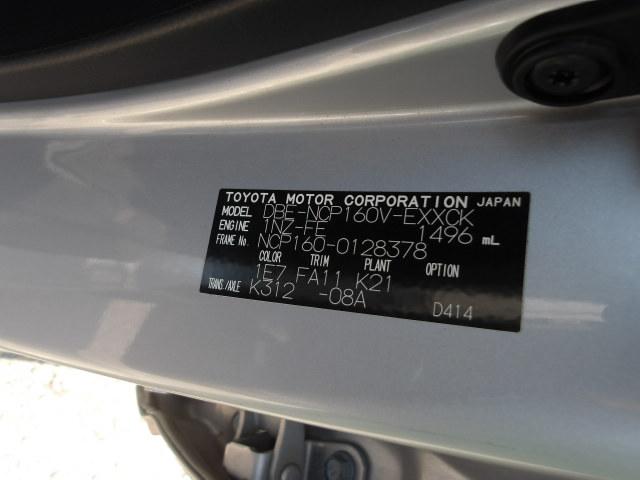 TOYOTA MOTOR CORPORATION JAPAN
MODEL DBE-NCP160V-EXXCK
ENGINE 1NZ-FE 1496 mL
FRAME No. NCP160-0128378
COLOR TRIM PLANT OPTION
1E7 FA11 K21
TRANS./AXLE K312 -08A
D414